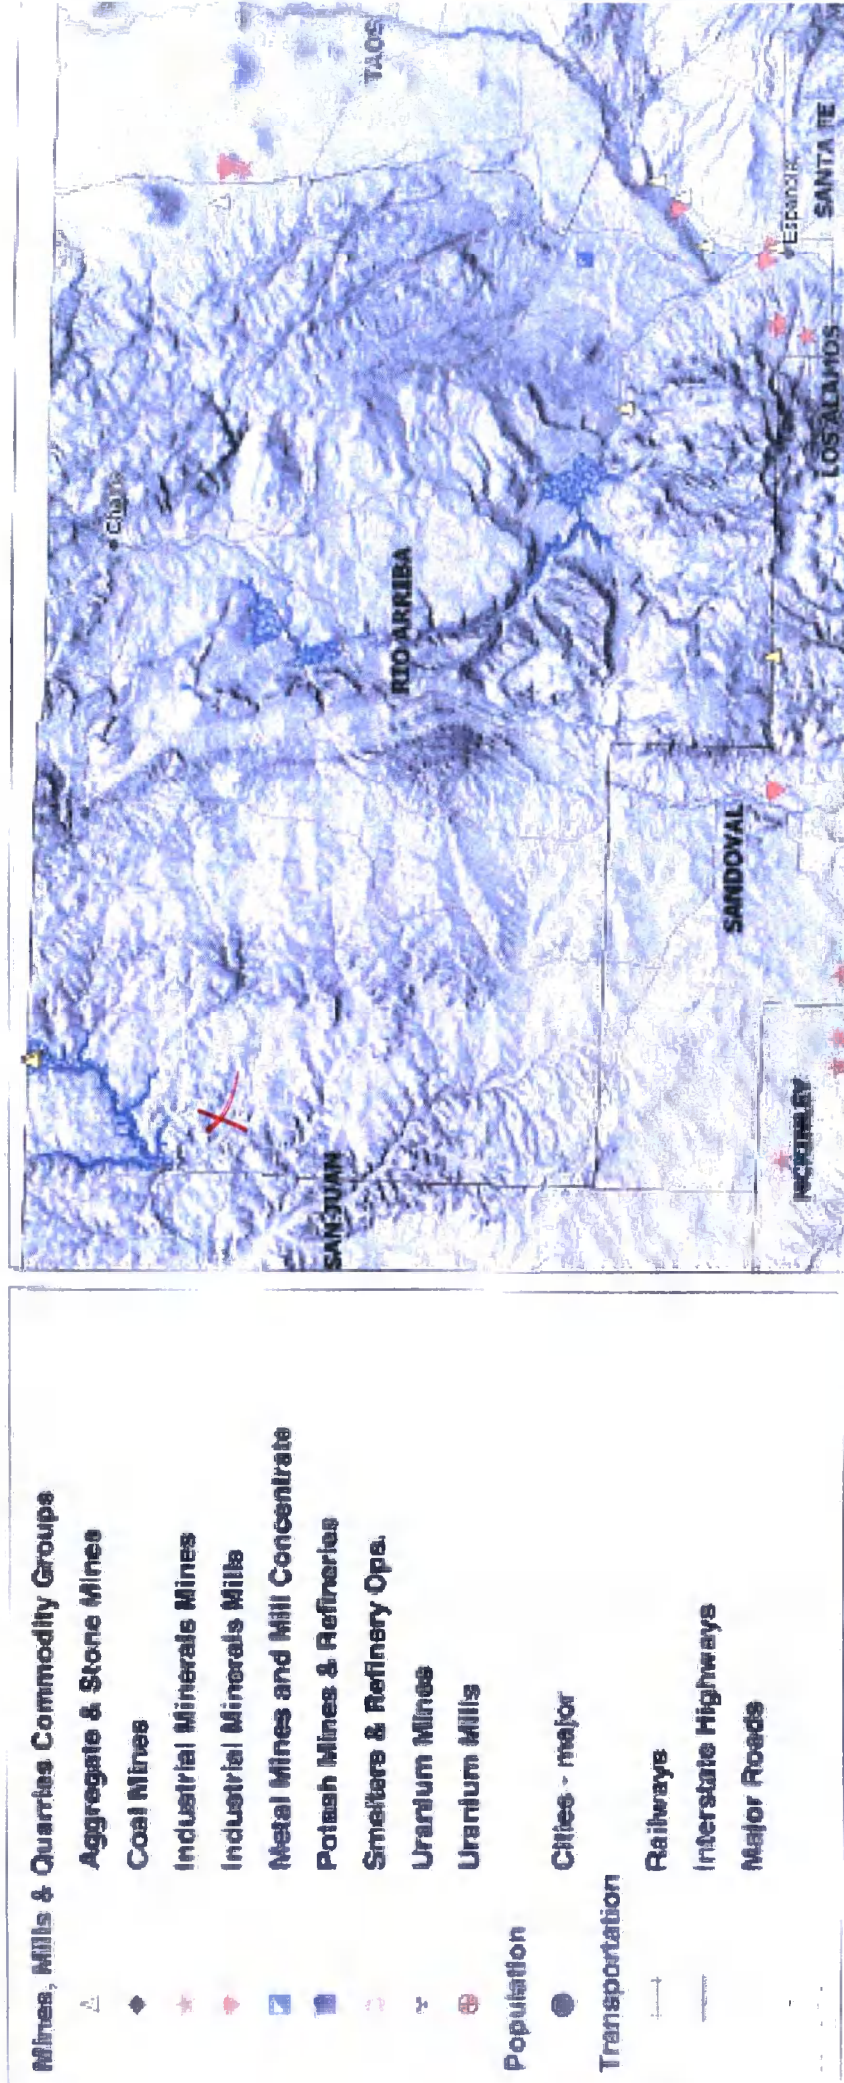 Mines, Mills & Quarries Commodity Groups
Aggregate & Stone Mines
Coal Mines
Industrial Minerals Mines
Industrial Minerals Mills
Metal Mines and Mill Concentrate
Potash Mines & Refineries
Smelters & Refinery Ops.
Uranium Mines
Uranium Mills
Population
Cities - major
Transportation
Railways
Interstate Highways
Major Roads
Chama
TAOS
RIO ARRIBA
SAN JUAN
Espanola
SANTA FE
LOS ALAMOS
SANDOVAL
MCKINLEY